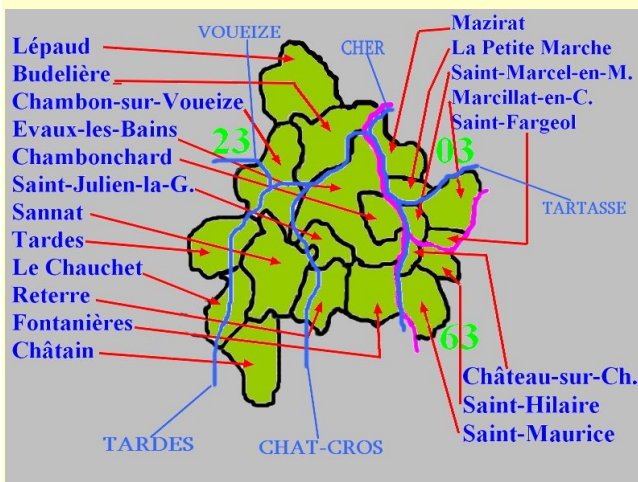 Lépaud
Budelière
Chambon-sur-Voueize
Evaux-les-Bains
Chambonchard
Saint-Julien-la-G.
Sannat
Tardes
Le Chauchet
Reterre
Fontanières
Châtain
VOUEIZE
CHER
23
03
63
Mazirat
La Petite Marche
Saint-Marcel-en-M.
Marcillat-en-C.
Saint-Fargeol
TARTASSE
Château-sur-Ch.
Saint-Hilaire
Saint-Maurice
TARDES
CHAT-CROS